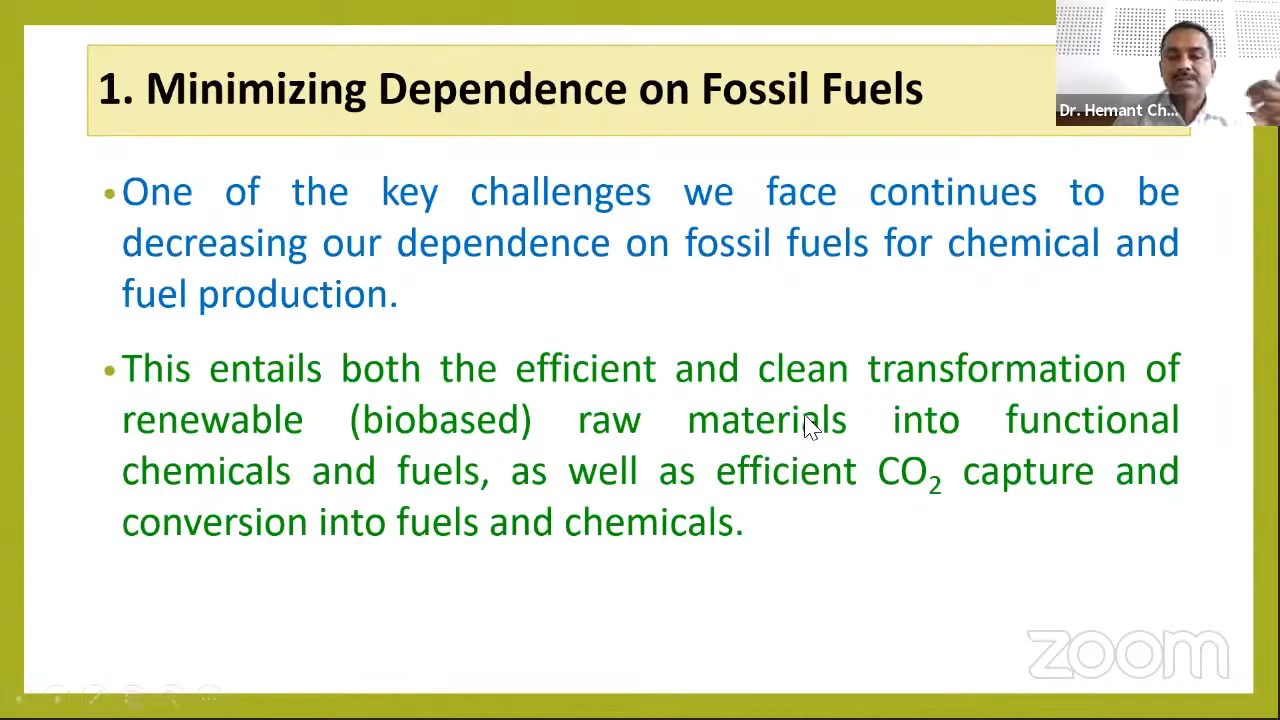 1. Minimizing Dependence on Fossil Fuels
Dr. Hemant Ch...
•One of the key challenges we face continues to be
decreasing our dependence on fossil fuels for chemical and
fuel production.
•This entails both the efficient and clean transformation of
renewable (biobased) raw materials into functional
chemicals and fuels, as well as efficient CO₂ capture and
conversion into fuels and chemicals.
zoom